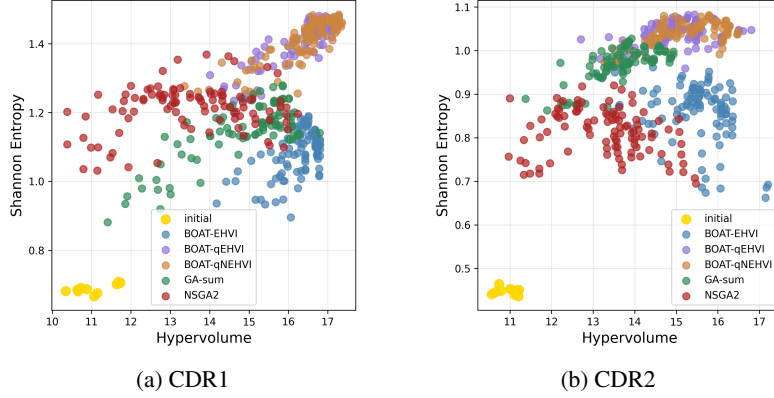 Shannon Entropy
1.4
1.2
1.0
0.8
initial
BOAT-EHVI
BOAT-qEHVI
BOAT-qNEHVI
GA-sum
NSGA2
10 11 12 13 14 15 16 17
Hypervolume
(a) CDR1
Shannon Entropy
1.1
1.0
0.9
0.8
0.7
0.6
0.5
initial
BOAT-EHVI
BOAT-qEHVI
BOAT-qNEHVI
GA-sum
NSGA2
11 12 13 14 15 16 17
Hypervolume
(b) CDR2